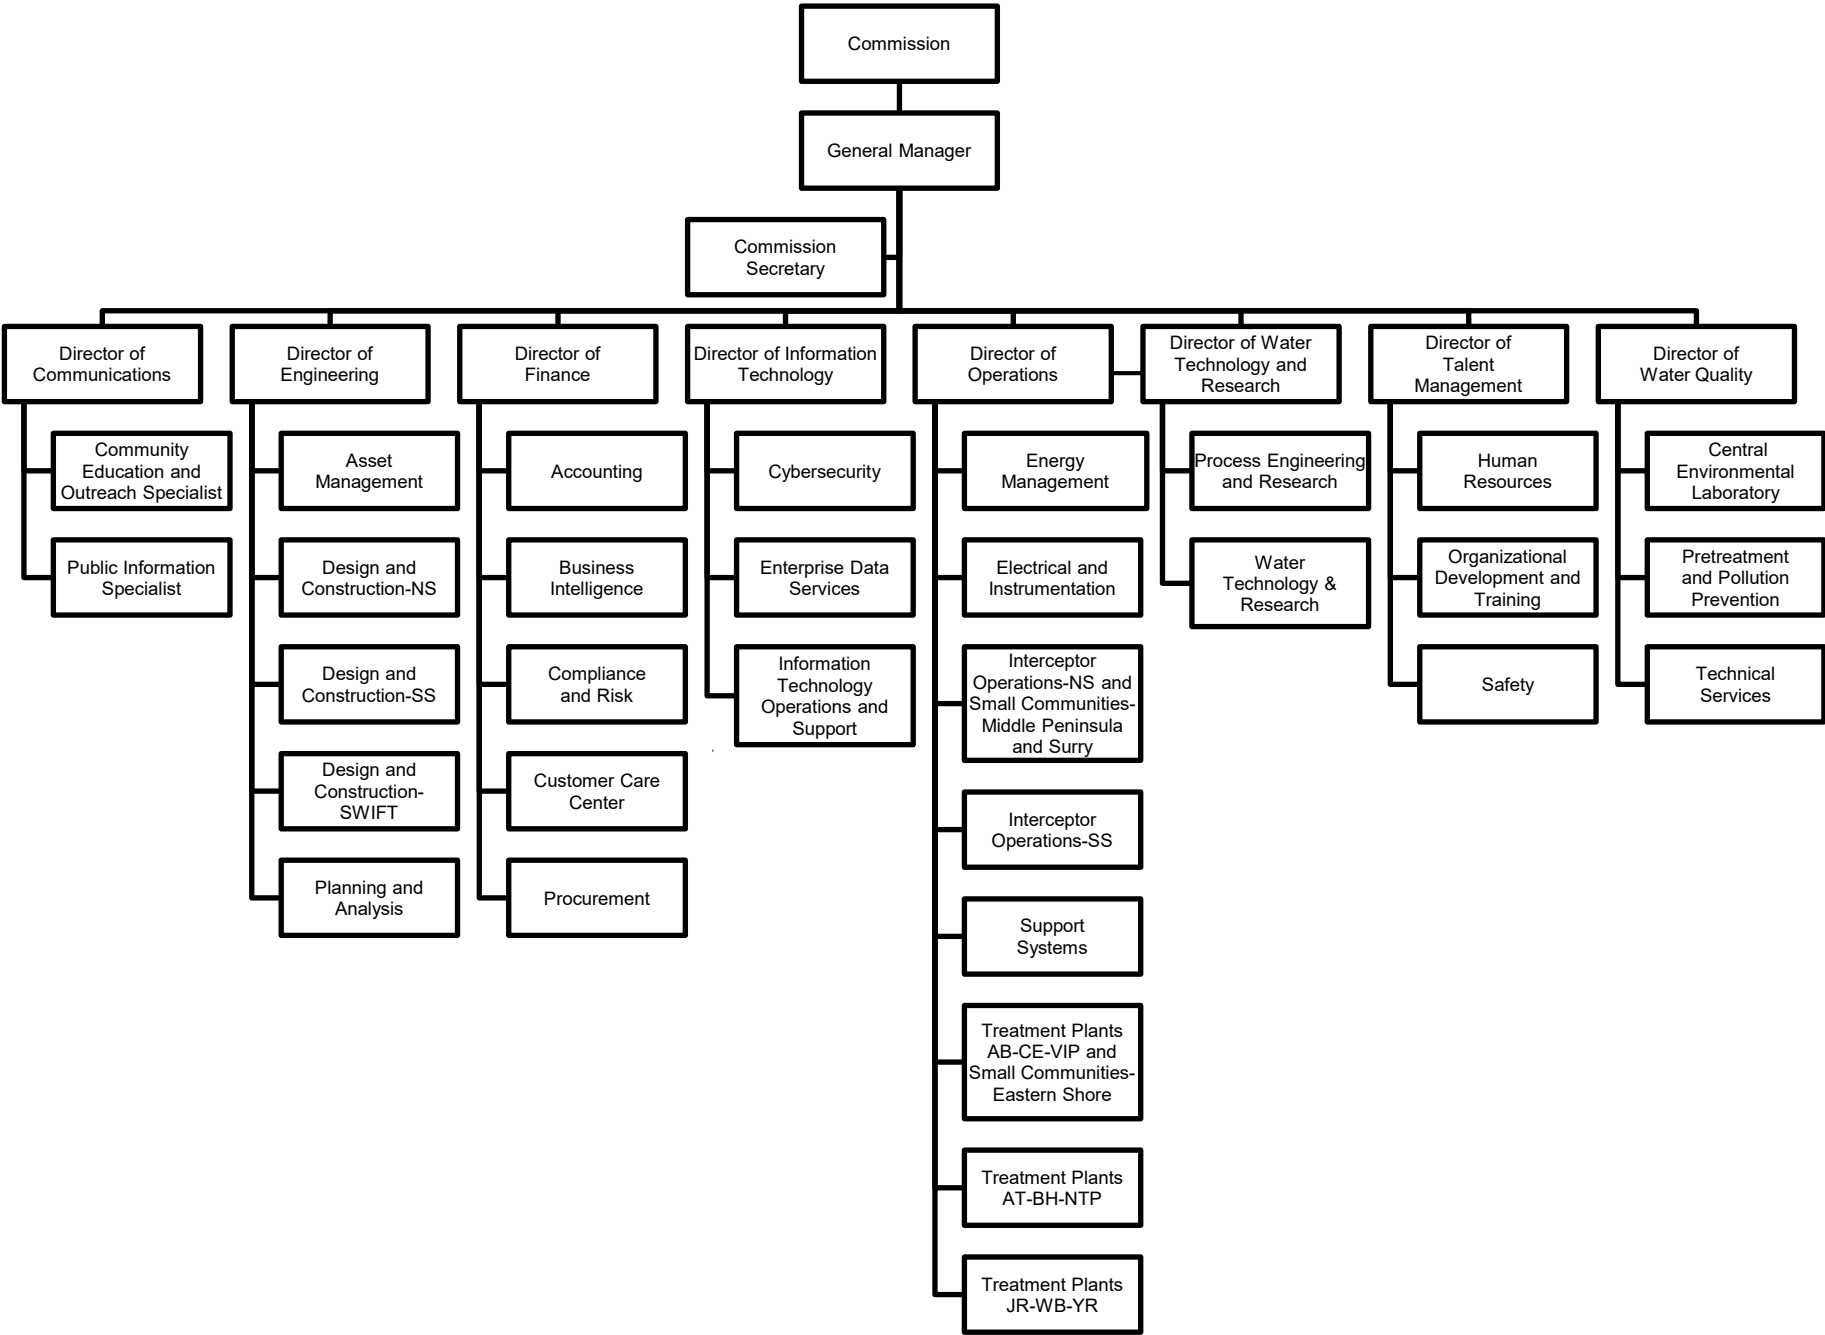 Commission
General Manager
Commission
Secretary
Director of
Communications
Community
Education and
Outreach Specialist
Public Information
Specialist
Director of
Engineering
Asset
Management
Design and
Construction-NS
Design and
Construction-SS
Design and
Construction-
SWIFT
Planning and
Analysis
Director of
Finance
Accounting
Business
Intelligence
Compliance
and Risk
Customer Care
Center
Procurement
Director of Information
Technology
Cybersecurity
Enterprise Data
Services
Information
Technology
Operations and
Support
Director of
Operations
Energy
Management
Electrical and
Instrumentation
Interceptor
Operations-NS and
Small Communities-
Middle Peninsula
and Surry
Interceptor
Operations-SS
Support
Systems
Treatment Plants
AB-CE-VIP and
Small Communities-
Eastern Shore
Treatment Plants
AT-BH-NTP
Treatment Plants
JR-WB-YR
Director of Water
Technology and
Research
Process Engineering
and Research
Water
Technology &
Research
Director of
Talent
Management
Human
Resources
Organizational
Development and
Training
Safety
Director of
Water Quality
Central
Environmental
Laboratory
Pretreatment
and Pollution
Prevention
Technical
Services